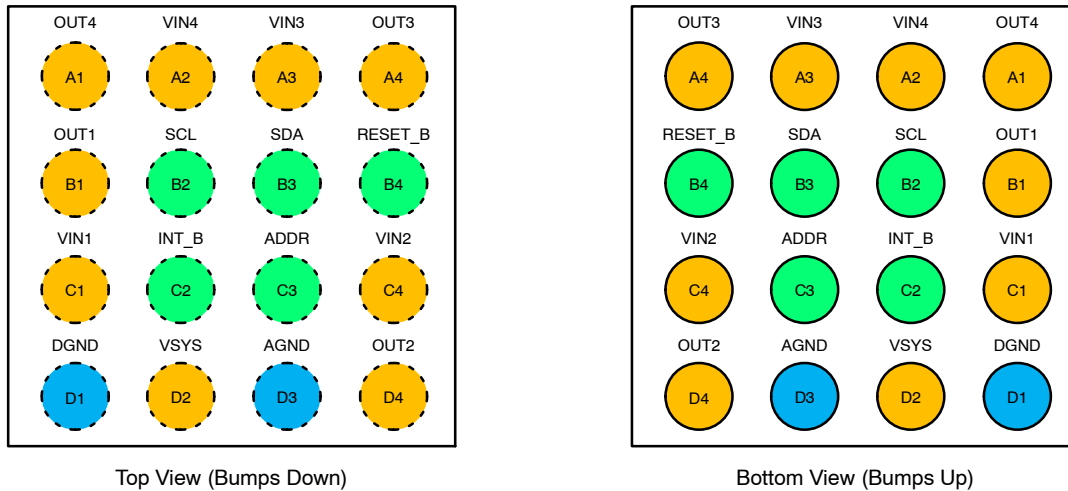 OUT4 VIN4 VIN3 OUT3
A1 A2 A3 A4
OUT1 SCL SDA RESET_B
B1 B2 B3 B4
VIN1 INT_B ADDR VIN2
C1 C2 C3 C4
DGND VSYS AGND OUT2
D1 D2 D3 D4
Top View (Bumps Down)
OUT3 VIN3 VIN4 OUT4
A4 A3 A2 A1
RESET_B SDA SCL OUT1
B4 B3 B2 B1
VIN2 ADDR INT_B VIN1
C4 C3 C2 C1
OUT2 AGND VSYS DGND
D4 D3 D2 D1
Bottom View (Bumps Up)